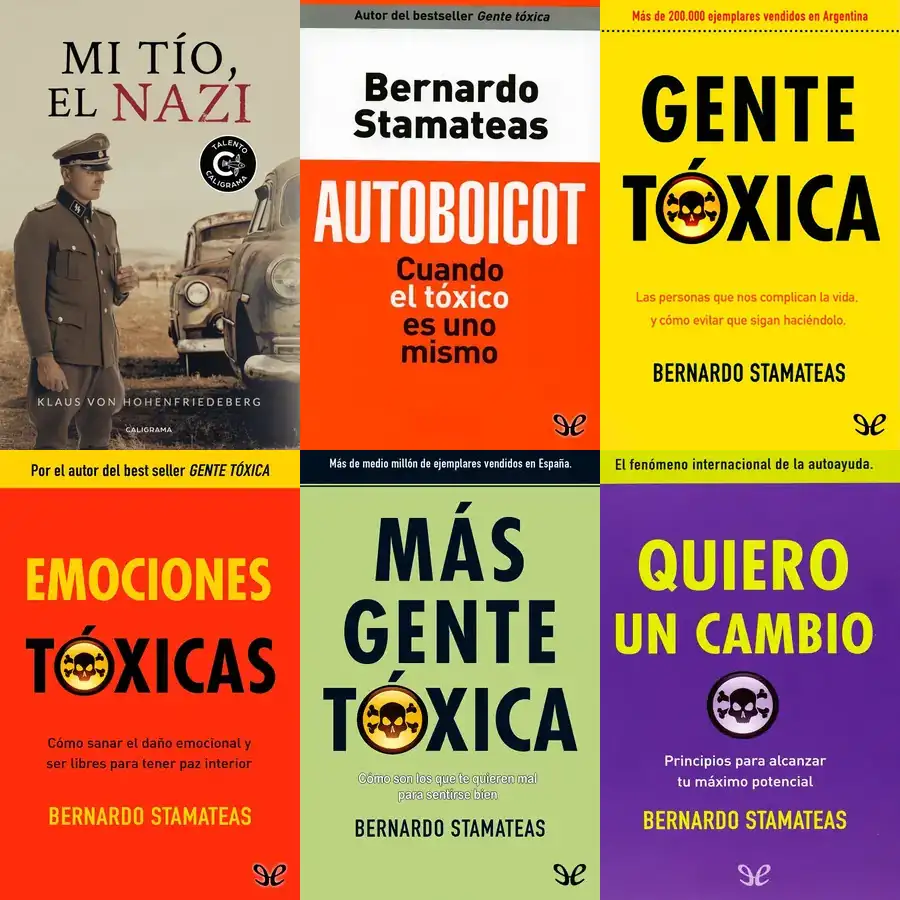 MI TÍO,
EL NAZI
TALENTO
CALIGRAMA
KLAUS VON HOHENFRIEDEBERG
CALIGRAMA
Autor del bestseller Gente tóxica
Bernardo
Stamateas
AUTOBOICOT
Cuando
el tóxico
es uno
mismo
Más de 200.000 ejemplares vendidos en Argentina
GENTE
TÓXICA
Las personas que nos complican la vida,
y cómo evitar que sigan haciéndolo.
BERNARDO STAMATEAS
Por el autor del best seller GENTE TÓXICA
EMOCIONES
TÓXICAS
Cómo sanar el daño emocional y
ser libres para tener paz interior
BERNARDO STAMATEAS
Más de medio millón de ejemplares vendidos en España.
MÁS
GENTE
TÓXICA
Cómo son los que te quieren mal
para sentirse bien
BERNARDO STAMATEAS
El fenómeno internacional de la autoayuda.
QUIERO
UN CAMBIO
Principios para alcanzar
tu máximo potencial
BERNARDO STAMATEAS